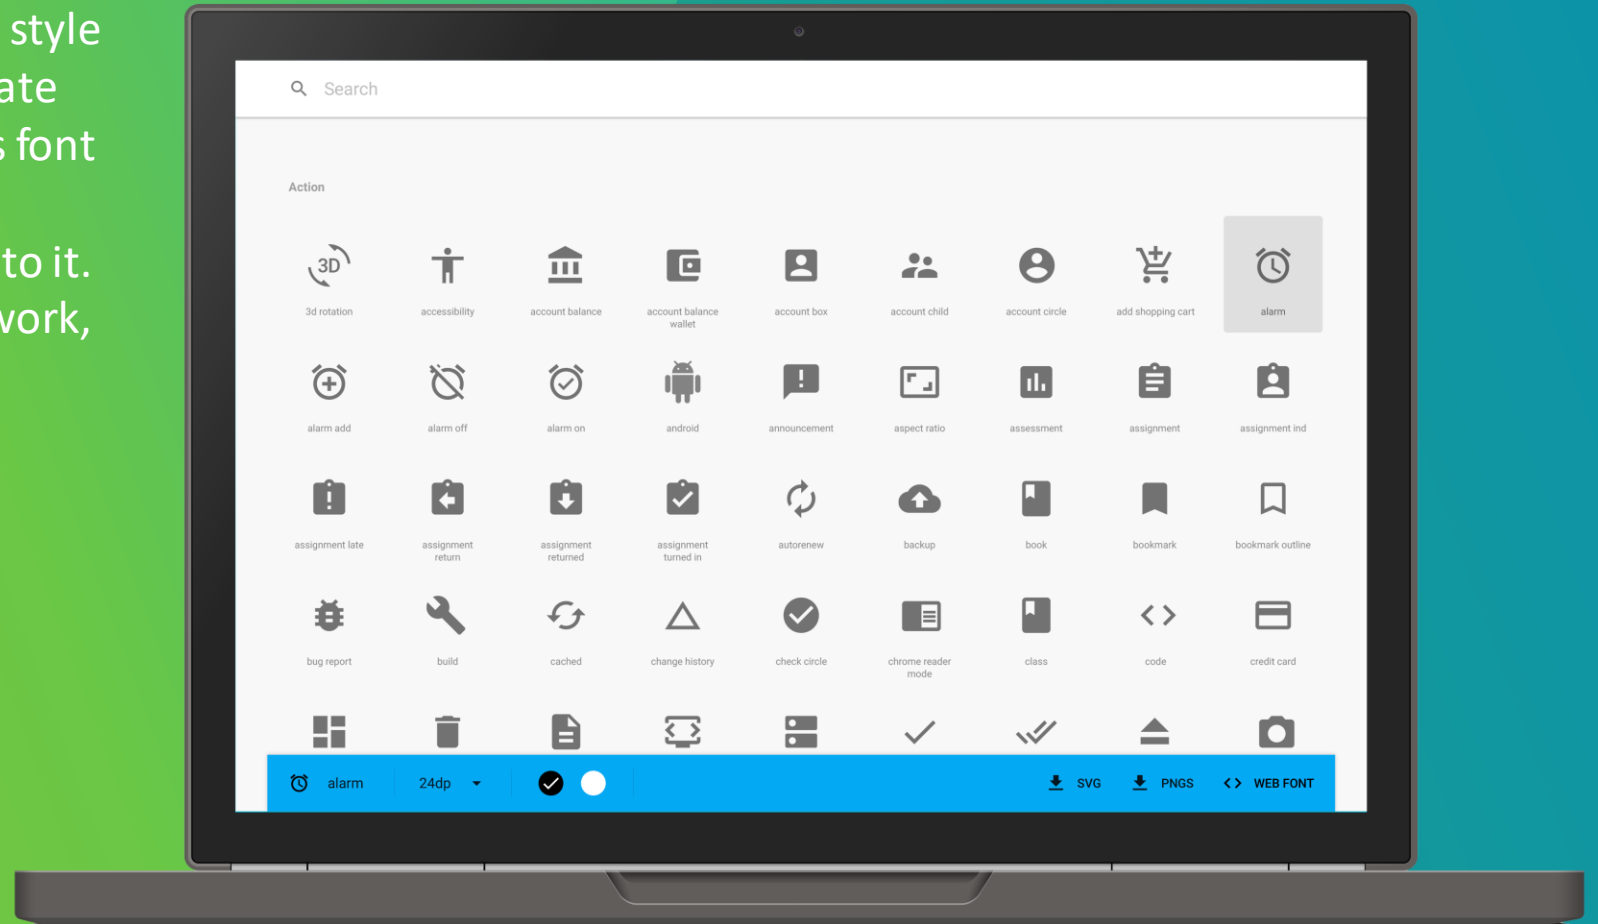 style
ate
s font
to it.
work,
Search
Action
3D
3d rotation
accessibility
account balance
account balance
wallet
account box
account child
account circle
add shopping cart
alarm
alarm add
alarm off
alarm on
android
announcement
aspect ratio
assessment
assignment
assignment ind
assignment late
assignment
return
assignment
returned
assignment
turned in
autorenew
backup
book
bookmark
bookmark outline
bug report
build
cached
change history
check circle
chrome reader
mode
class
code
credit card
alarm
24dp
SVG
PNGS
WEB FONT